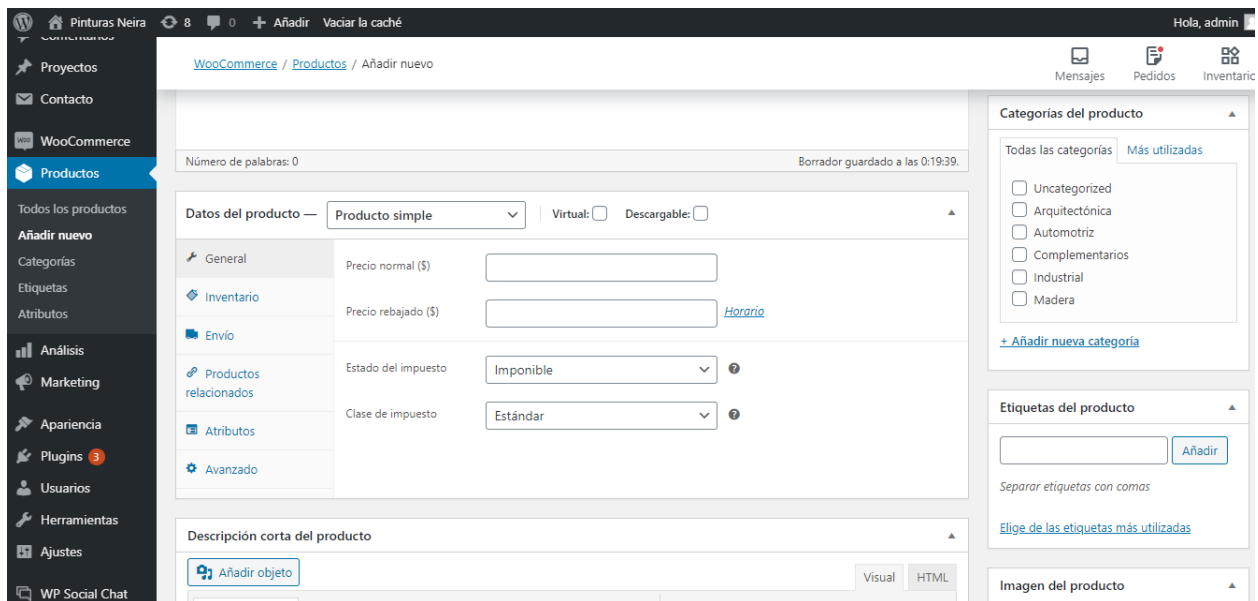 Pinturas Neira 8 0 + Añadir Vaciar la caché Hola, admin
Comentarios
Proyectos
Contacto
WooCommerce
Productos
Todos los productos
Añadir nuevo
Categorías
Etiquetas
Atributos
Análisis
Marketing
Apariencia
Plugins 3
Usuarios
Herramientas
Ajustes
WP Social Chat
WooCommerce / Productos / Añadir nuevo
Mensajes Pedidos Inventario
Número de palabras: 0 Borrador guardado a las 0:19:39.
Datos del producto — Producto simple Virtual: Descargable:
General
Inventario
Envío
Productos
relacionados
Atributos
Avanzado
Precio normal ($)
Precio rebajado ($) Horario
Estado del impuesto Imponible
Clase de impuesto Estándar
Descripción corta del producto
Añadir objeto
Visual HTML
Categorías del producto
Todas las categorías Más utilizadas
Uncategorized
Arquitectónica
Automotriz
Complementarios
Industrial
Madera
+ Añadir nueva categoría
Etiquetas del producto
Añadir
Separar etiquetas con comas
Elige de las etiquetas más utilizadas
Imagen del producto